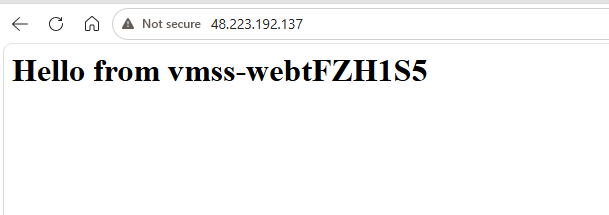 Not secure 48.223.192.137
Hello from vmss-webtFZH1S5